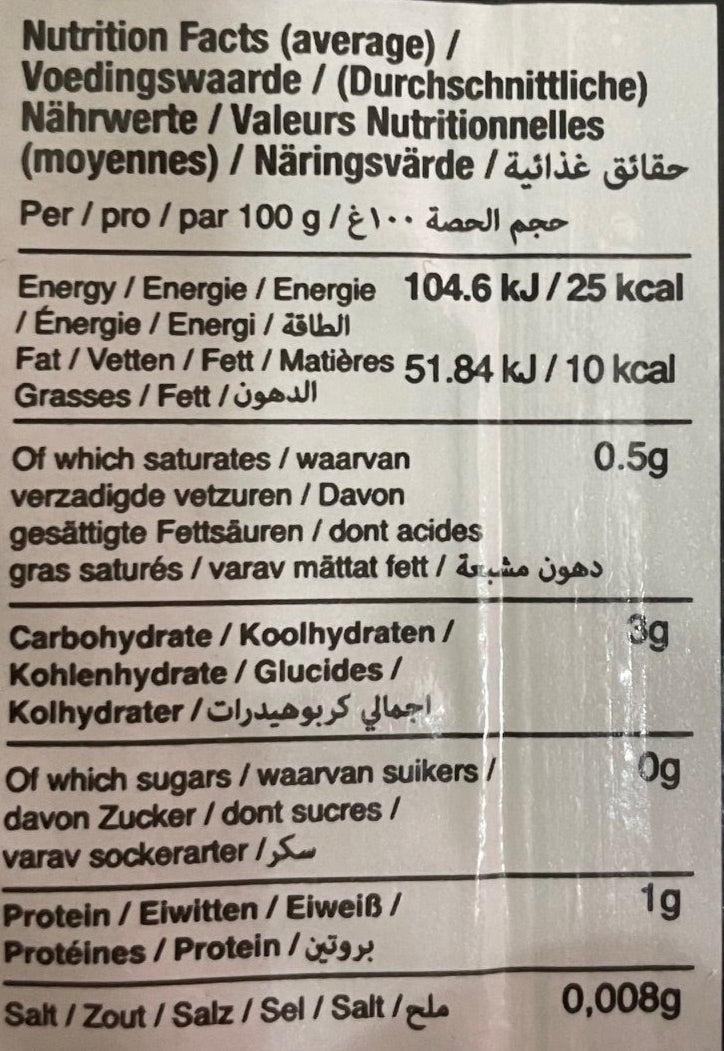 Nutrition Facts (average) /
Voedingswaarde / (Durchschnittliche)
Nährwerte / Valeurs Nutritionnelles
(moyennes) / Näringsvärde / حقائق غذائية
Per / pro / par 100 g / حجم الحصة ١٠٠غ
Energy / Energie / Energie 104.6 kJ / 25 kcal
/ Énergie / Energi / الطاقة
Fat / Vetten / Fett / Matières 51.84 kJ / 10 kcal
Grasses / Fett / الدهون
Of which saturates / waarvan 0.5g
verzadigde vetzuren / Davon
gesättigte Fettsäuren / dont acides
gras saturés / varav mättat fett / دهون مشبعة
Carbohydrate / Koolhydraten / 3g
Kohlenhydrate / Glucides /
Kolhydrater / اجمالي كربوهيدرات
Of which sugars / waarvan suikers / 0g
davon Zucker / dont sucres /
varav sockerarter / سكر
Protein / Eiwitten / Eiweiß / 1g
Protéines / Protein / بروتين
Salt / Zout / Salz / Sel / Salt / ملح 0,008g